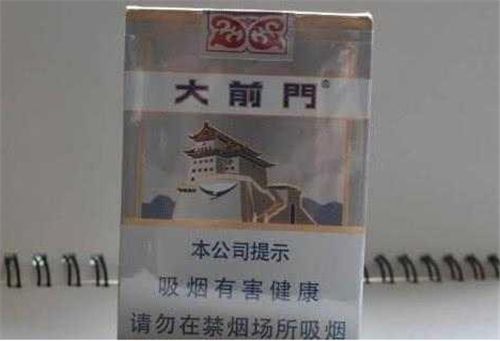 大前門®
本公司提示
吸烟有害健康
请勿在禁烟场所吸烟